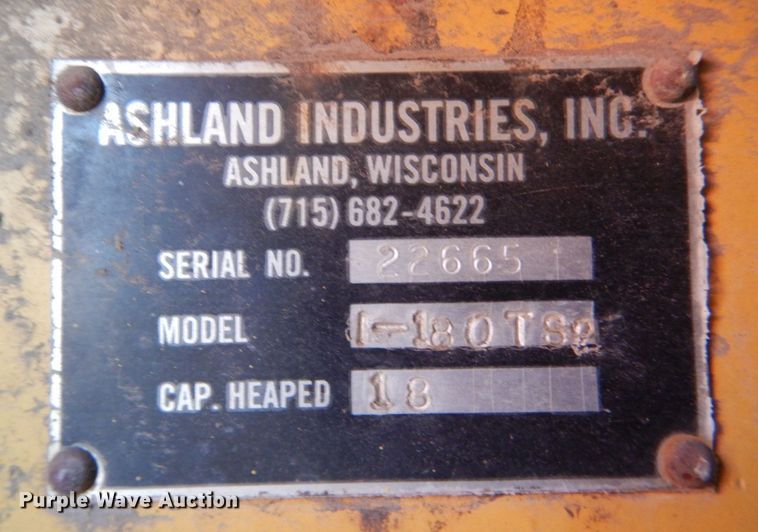 ASHLAND INDUSTRIES, INC.
ASHLAND, WISCONSIN
(715) 682-4622
SERIAL NO. 22665
MODEL I-180TS2
CAP. HEAPED 18
Purple Wave Auction